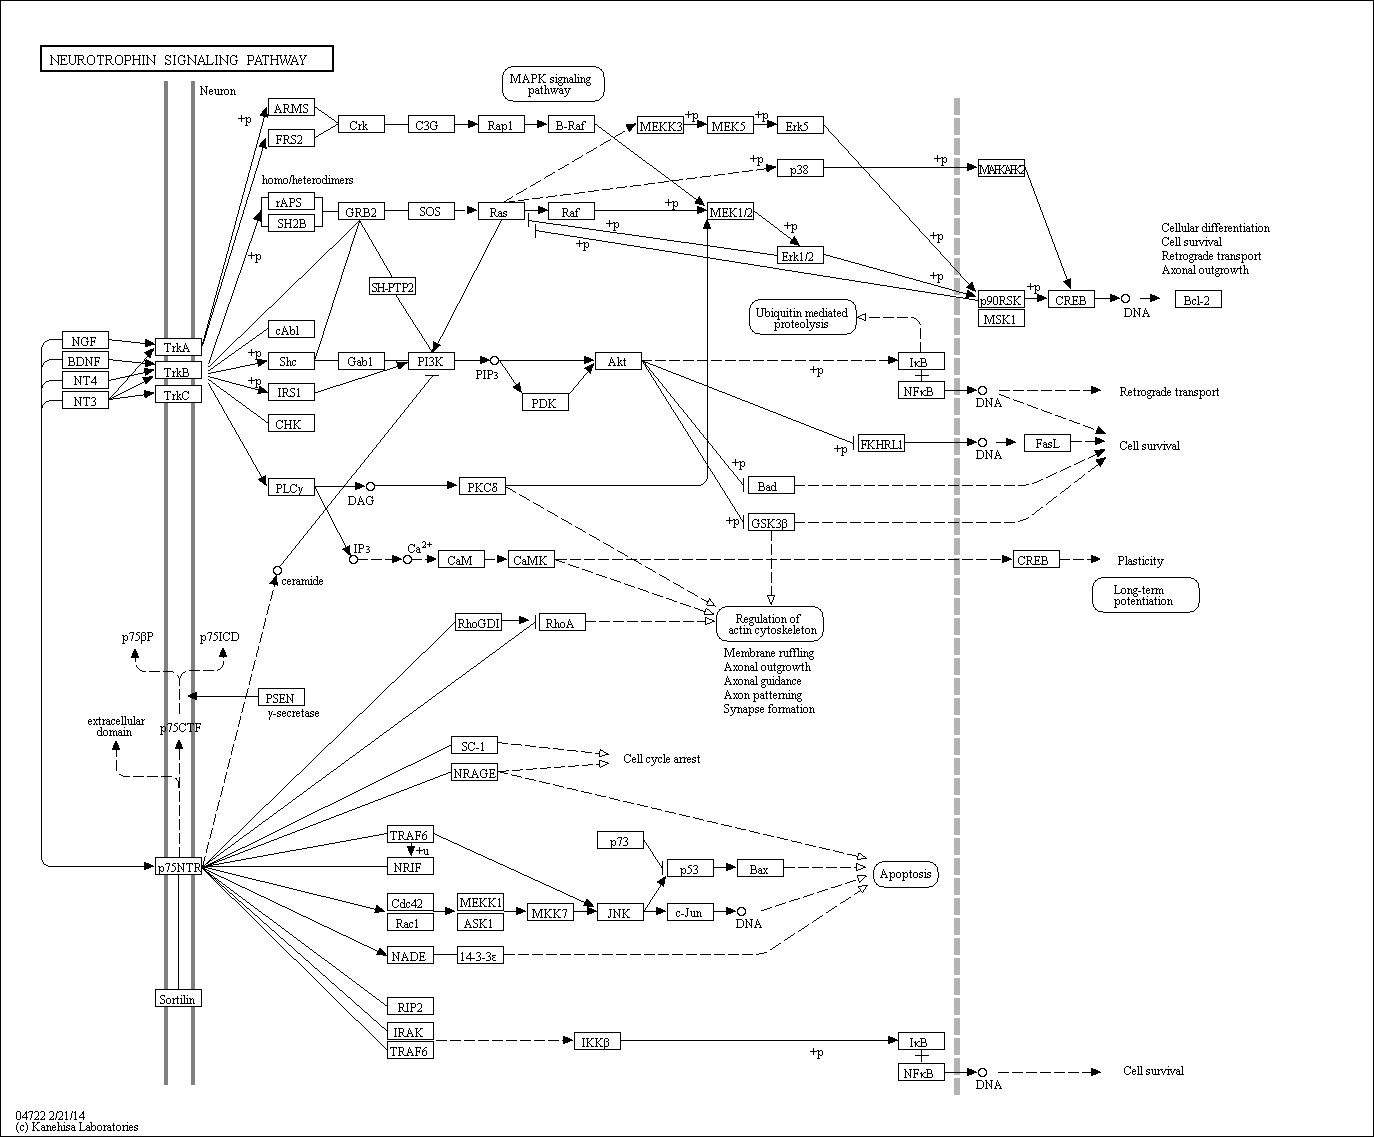 NEUROTROPHIN SIGNALING PATHWAY
Neuron
MAPK signaling
pathway
+p
ARMS
FRS2
Crk
C3G
Rap1
B-Raf
MEKK3
+p
MEK5
+p
Erk5
+p
p38
+p
MAPKAPK2
homo/heterodimers
rAPS
SH2B
+p
GRB2
SOS
Ras
Raf
+p
MEK1/2
+p
+p
+p
Erk1/2
+p
+p
p90RSK
MSK1
+p
CREB
DNA
Bcl-2
Cellular differentiation
Cell survival
Retrograde transport
Axonal outgrowth
SH-PTP2
Ubiquitin mediated
proteolysis
NGF
BDNF
NT4
NT3
TrkA
TrkB
TrkC
cAbl
+p
Shc
Gab1
PI3K
PIP3
PDK
Akt
+p
IκB
NFκB
DNA
Retrograde transport
+p
IRS1
CHK
+p
FKHRL1
DNA
FasL
Cell survival
+p
Bad
+p
GSK3β
PLCγ
DAG
PKCδ
IP3
Ca2+
CaM
CaMK
CREB
Plasticity
Long-term
potentiation
ceramide
RhoGDI
RhoA
Regulation of
actin cytoskeleton
Membrane ruffling
Axonal outgrowth
Axonal guidance
Axon patterning
Synapse formation
p75βP
p75ICD
PSEN
γ-secretase
extracellular
domain
p75CTF
SC-1
NRAGE
Cell cycle arrest
p75NTR
TRAF6
+u
NRIF
p73
p53
Bax
Apoptosis
Cdc42
Rac1
MEKK1
ASK1
MKK7
JNK
c-Jun
DNA
NADE
14-3-3ε
Sortilin
RIP2
IRAK
TRAF6
IKKβ
+p
IκB
NFκB
DNA
Cell survival
04722 2/21/14
(c) Kanehisa Laboratories